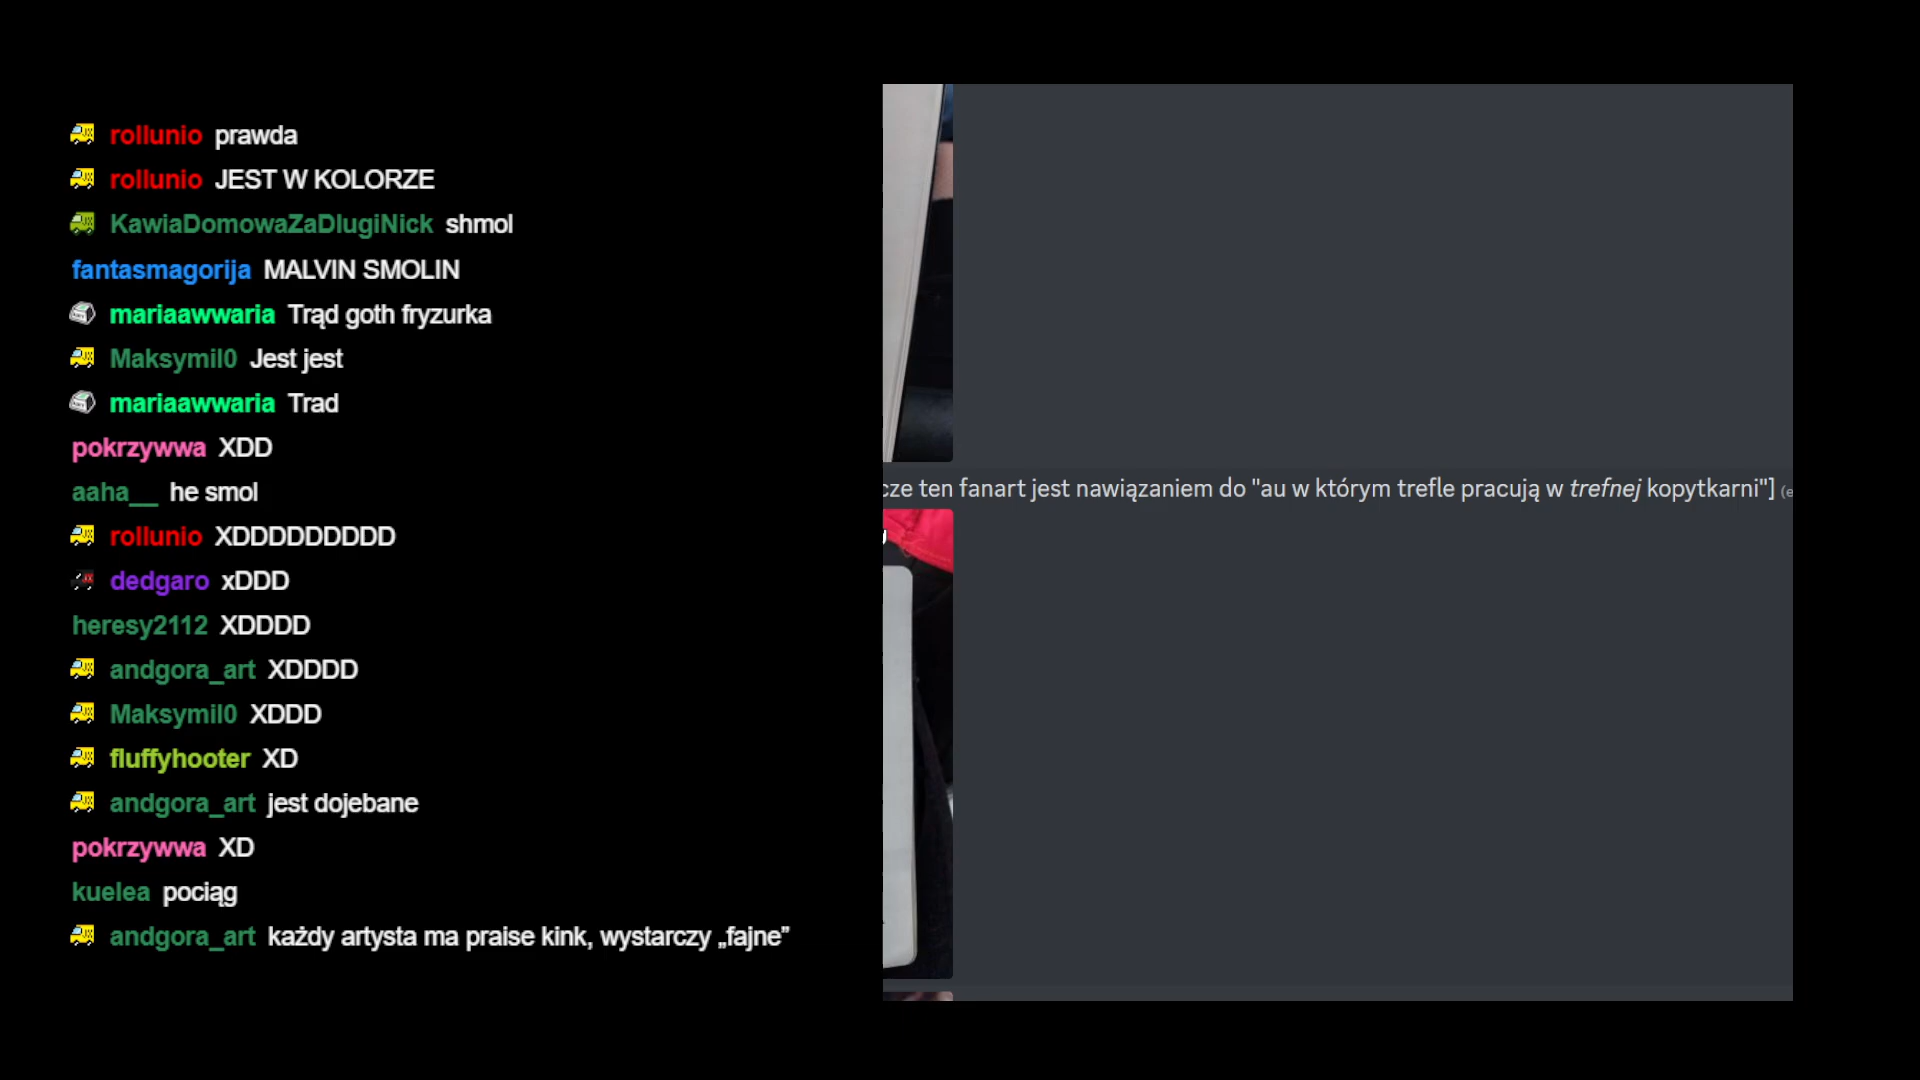 rollunio prawda
rollunio JEST W KOLORZE
KawiaDomowaZaDlugiNick shmol
fantasmagorija MALVIN SMOLIN
mariaawwaria Trąd goth fryzurka
Maksymil0 Jest jest
mariaawwaria Trad
pokrzywwa XDD
aaha__ he smol
rollunio XDDDDDDDDD
dedgaro xDDD
heresy2112 XDDDD
andgora_art XDDDD
Maksymil0 XDDD
fluffyhooter XD
andgora_art jest dojebane
pokrzywwa XD
kuelea pociąg
andgora_art każdy artysta ma praise kink, wystarczy „fajne”
cze ten fanart jest nawiązaniem do "au w którym trefle pracują w trefnej kopytkarni"] (e